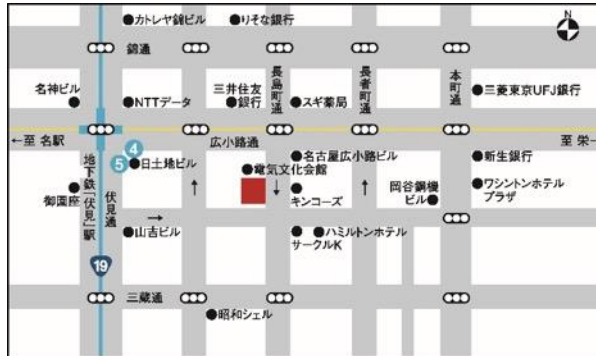 カトレヤ錦ビル
りそな銀行
N
錦通
名神ビル
NTTデータ
三井住友
銀行
長島町通
スギ薬局
長者町通
本町通
三菱東京UFJ銀行
←至 名駅
広小路通
至 栄→
4
5
日土地ビル
電気文化会館
名古屋広小路ビル
新生銀行
地下鉄「伏見」駅
伏見通
御園座
キンコーズ
岡谷鋼機
ビル
ワシントンホテル
プラザ
山吉ビル
サークルK
ハミルトンホテル
19
三蔵通
昭和シェル